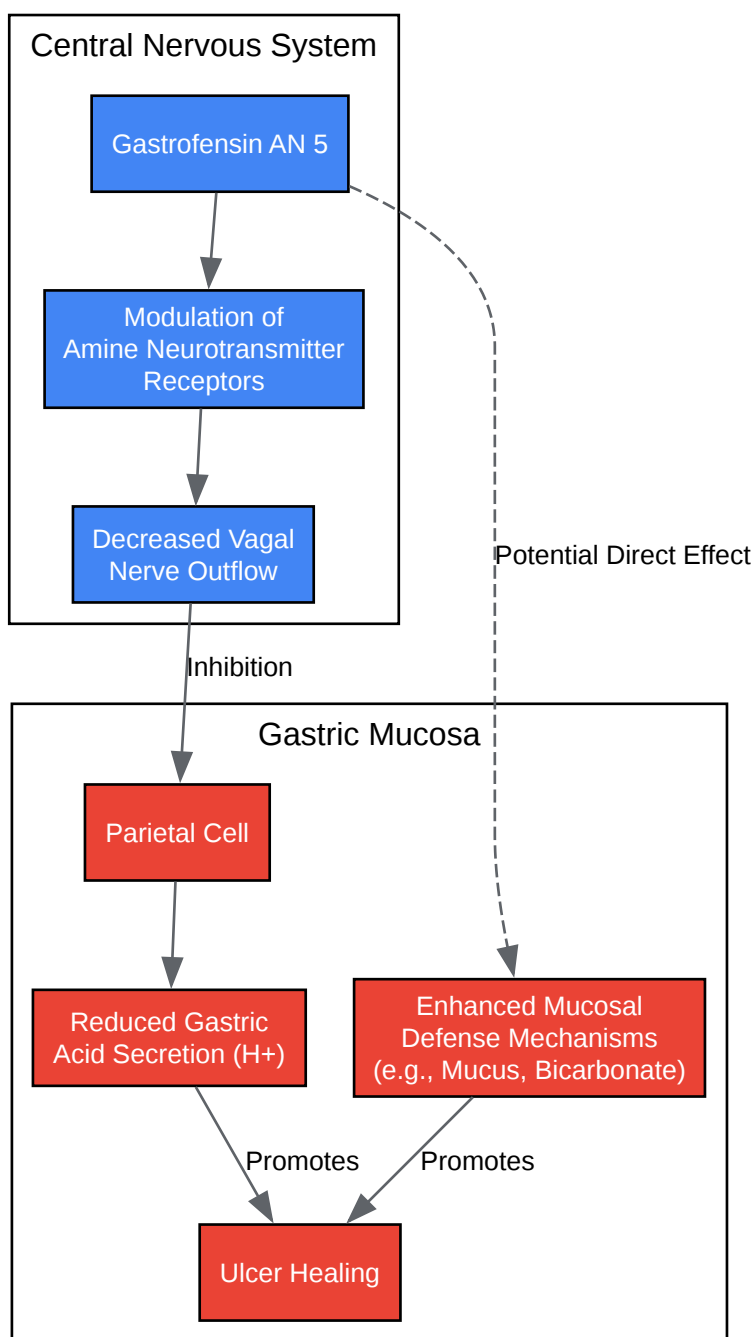 Central Nervous System
Gastrofensin AN 5
Modulation of
Amine Neurotransmitter
Receptors
Decreased Vagal
Nerve Outflow
Potential Direct Effect
Inhibition
Gastric Mucosa
Parietal Cell
Reduced Gastric
Acid Secretion (H+)
Enhanced Mucosal
Defense Mechanisms
(e.g., Mucus, Bicarbonate)
Promotes
Promotes
Ulcer Healing